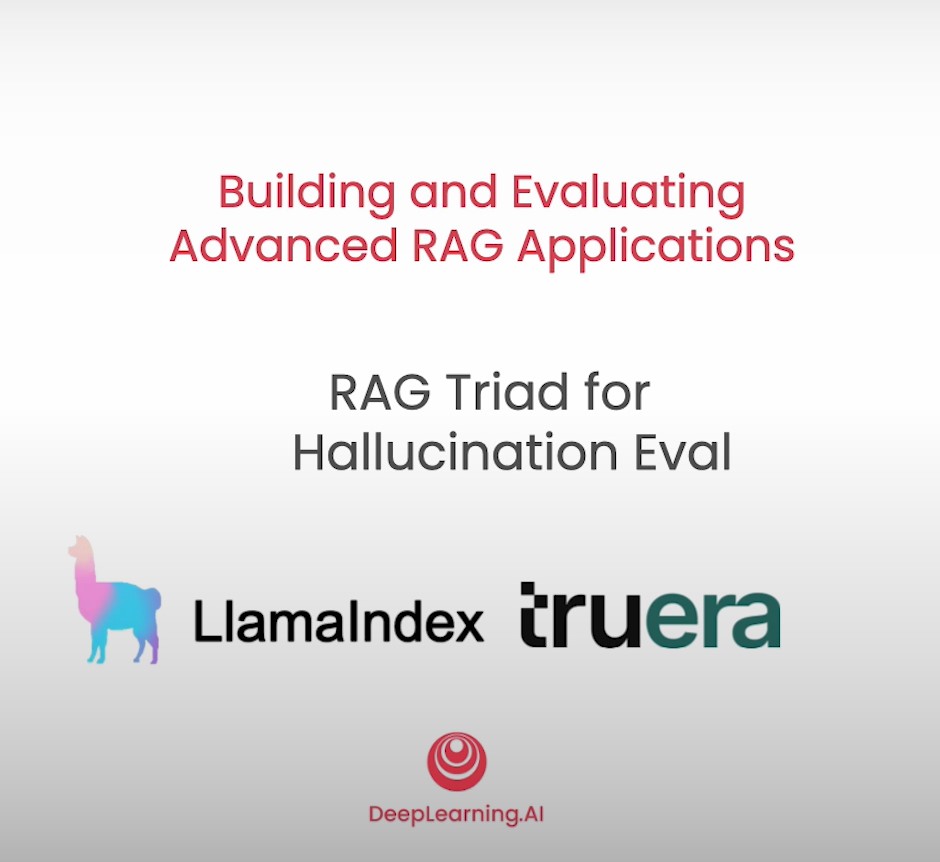 Building and Evaluating
Advanced RAG Applications
RAG Triad for
Hallucination Eval
LlamaIndex truera
DeepLearning.AI